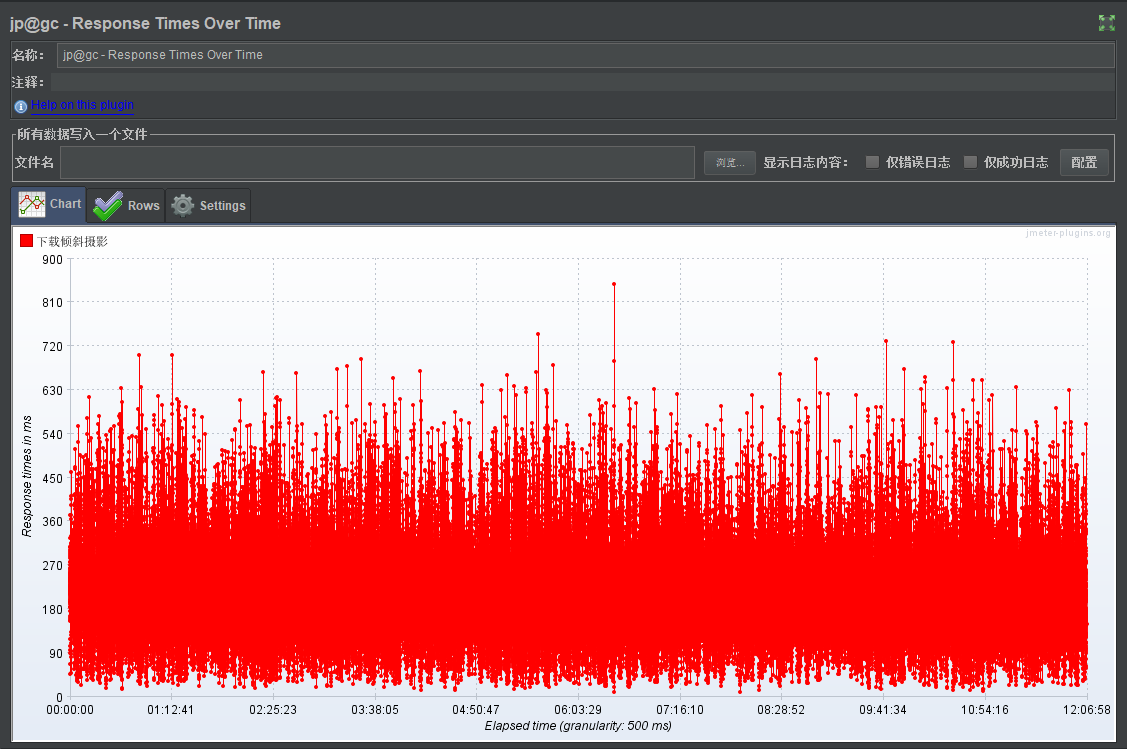 jp@gc - Response Times Over Time
名称： jp@gc - Response Times Over Time
注释：
Help on this plugin
所有数据写入一个文件
文件名 浏览... 显示日志内容： 仅错误日志 仅成功日志 配置
Chart Rows Settings
jmeter-plugins.org
下载倾斜摄影
900
810
720
630
540
450
360
270
180
90
0
Response times in ms
00:00:00 01:12:41 02:25:23 03:38:05 04:50:47 06:03:29 07:16:10 08:28:52 09:41:34 10:54:16 12:06:58
Elapsed time (granularity: 500 ms)